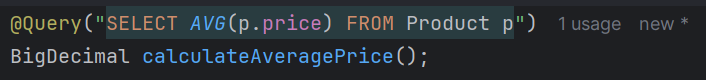 @Query("SELECT AVG(p.price) FROM Product p") 1 usage new *
BigDecimal calculateAveragePrice();